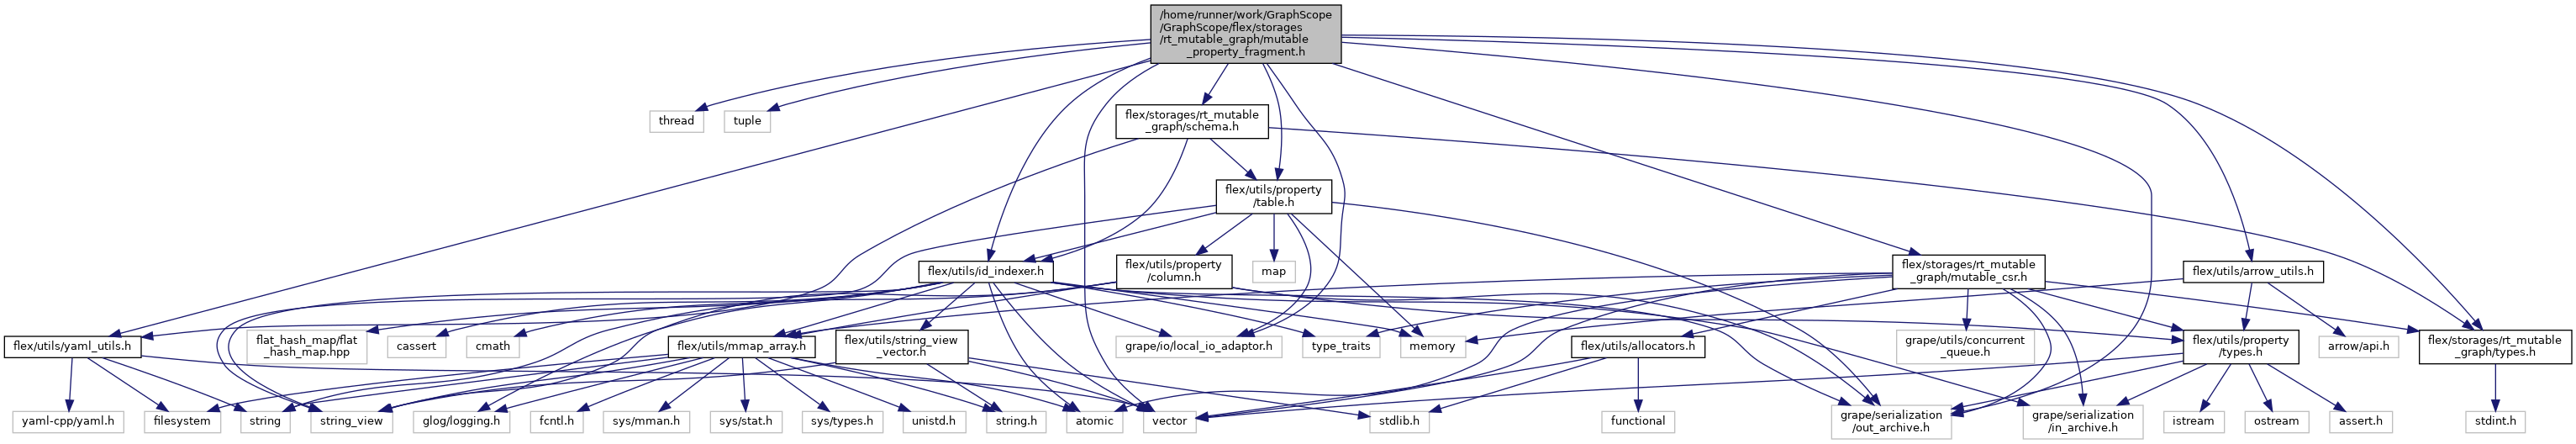 /home/runner/work/GraphScope
/GraphScope/flex/storages
/rt_mutable_graph/mutable
_property_fragment.h
thread
tuple
flex/storages/rt_mutable
_graph/schema.h
flex/utils/property
/table.h
flex/utils/id_indexer.h
flex/utils/property
/column.h
map
flex/storages/rt_mutable
_graph/mutable_csr.h
flex/utils/arrow_utils.h
flex/utils/yaml_utils.h
flat_hash_map/flat
_hash_map.hpp
cassert
cmath
flex/utils/mmap_array.h
flex/utils/string_view
_vector.h
grape/io/local_io_adaptor.h
type_traits
memory
flex/utils/allocators.h
grape/utils/concurrent
_queue.h
flex/utils/property
/types.h
arrow/api.h
flex/storages/rt_mutable
_graph/types.h
yaml-cpp/yaml.h
filesystem
string
string_view
glog/logging.h
fcntl.h
sys/mman.h
sys/stat.h
sys/types.h
unistd.h
string.h
atomic
vector
stdlib.h
functional
grape/serialization
/out_archive.h
grape/serialization
/in_archive.h
istream
ostream
assert.h
stdint.h